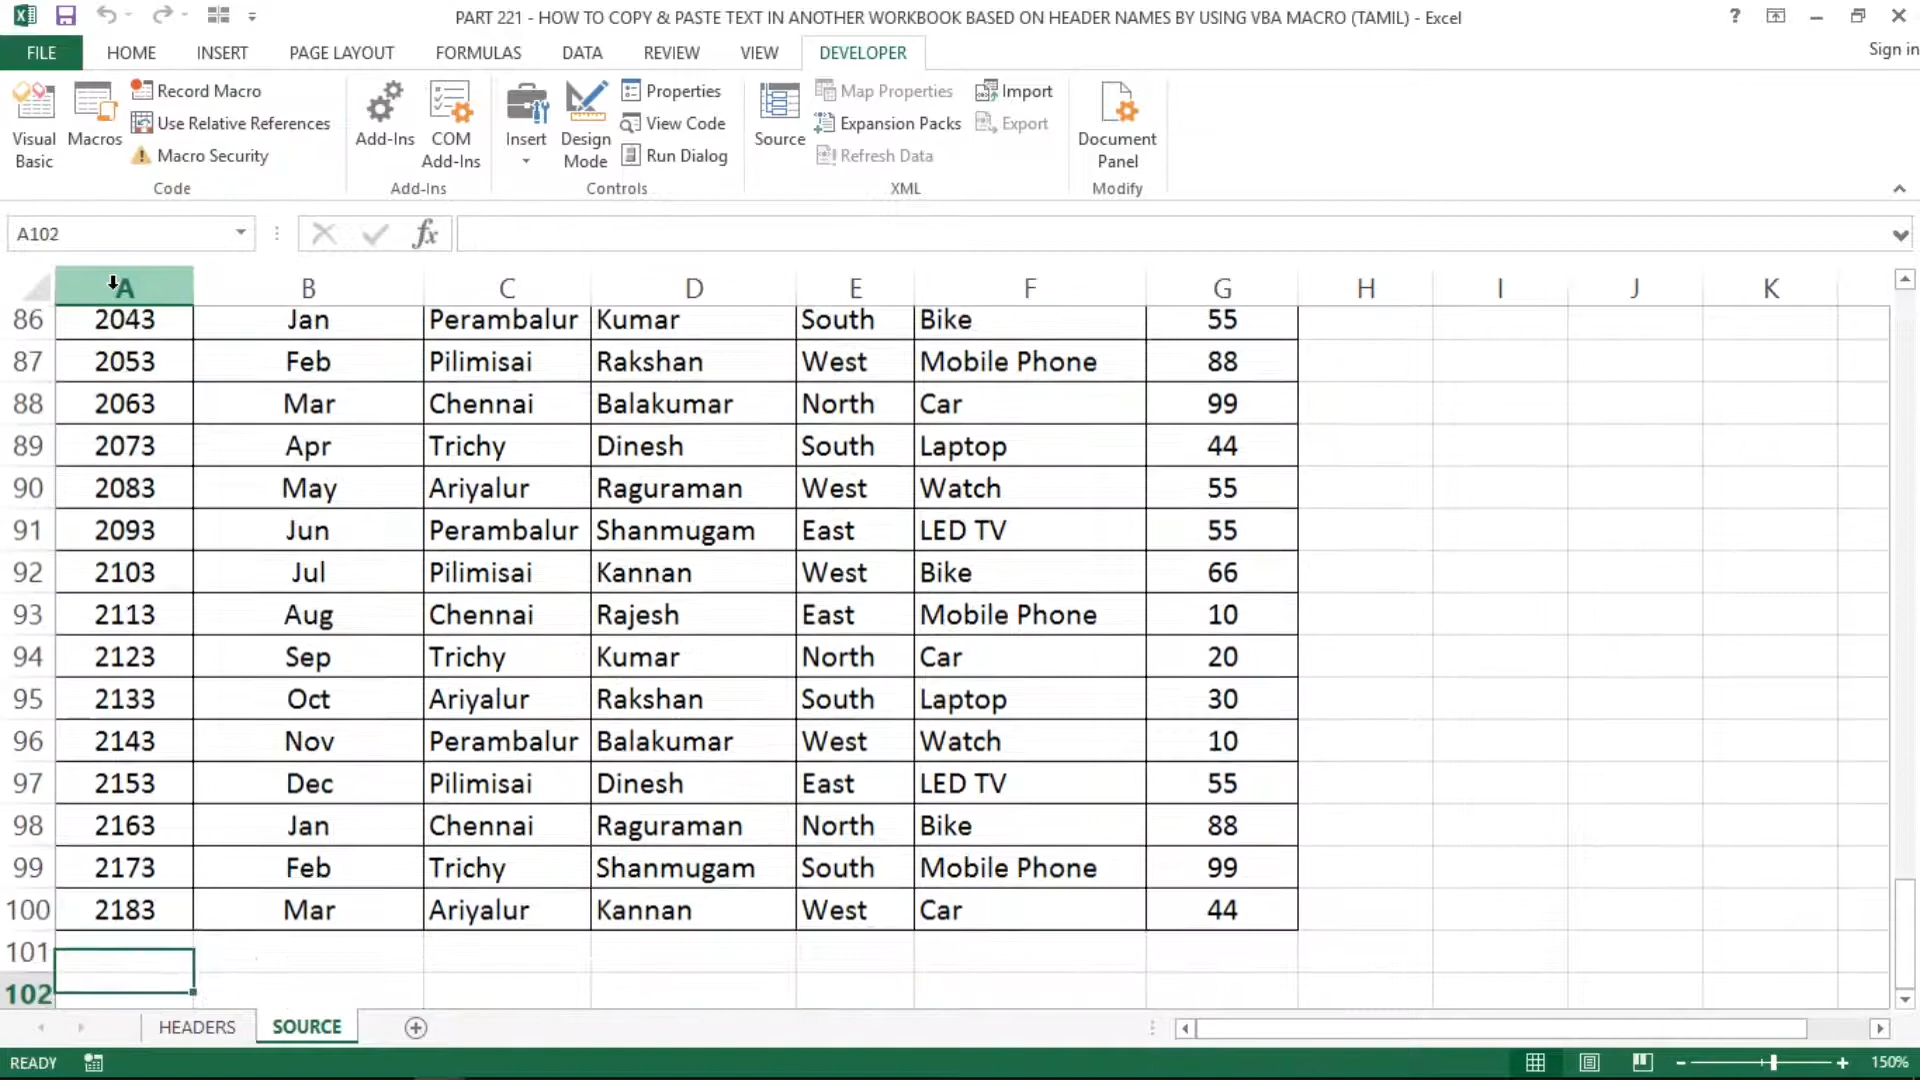 PART 221 - HOW TO COPY & PASTE TEXT IN ANOTHER WORKBOOK BASED ON HEADER NAMES BY USING VBA MACRO (TAMIL) - Excel
?
FILE HOME INSERT PAGE LAYOUT FORMULAS DATA REVIEW VIEW DEVELOPER Sign in
Visual Basic
Macros
Record Macro
Use Relative References
Macro Security
Code
Add-Ins
COM Add-Ins
Add-Ins
Insert
Design Mode
Properties
View Code
Run Dialog
Controls
Source
Map Properties
Expansion Packs
Refresh Data
Import
Export
XML
Document Panel
Modify
A102
fx
A B C D E F G H I J K
86 2043 Jan Perambalur Kumar South Bike 55
87 2053 Feb Pilimisai Rakshan West Mobile Phone 88
88 2063 Mar Chennai Balakumar North Car 99
89 2073 Apr Trichy Dinesh South Laptop 44
90 2083 May Ariyalur Raguraman West Watch 55
91 2093 Jun Perambalur Shanmugam East LED TV 55
92 2103 Jul Pilimisai Kannan West Bike 66
93 2113 Aug Chennai Rajesh East Mobile Phone 10
94 2123 Sep Trichy Kumar North Car 20
95 2133 Oct Ariyalur Rakshan South Laptop 30
96 2143 Nov Perambalur Balakumar West Watch 10
97 2153 Dec Pilimisai Dinesh East LED TV 55
98 2163 Jan Chennai Raguraman North Bike 88
99 2173 Feb Trichy Shanmugam South Mobile Phone 99
100 2183 Mar Ariyalur Kannan West Car 44
101
102
HEADERS SOURCE
READY 150%